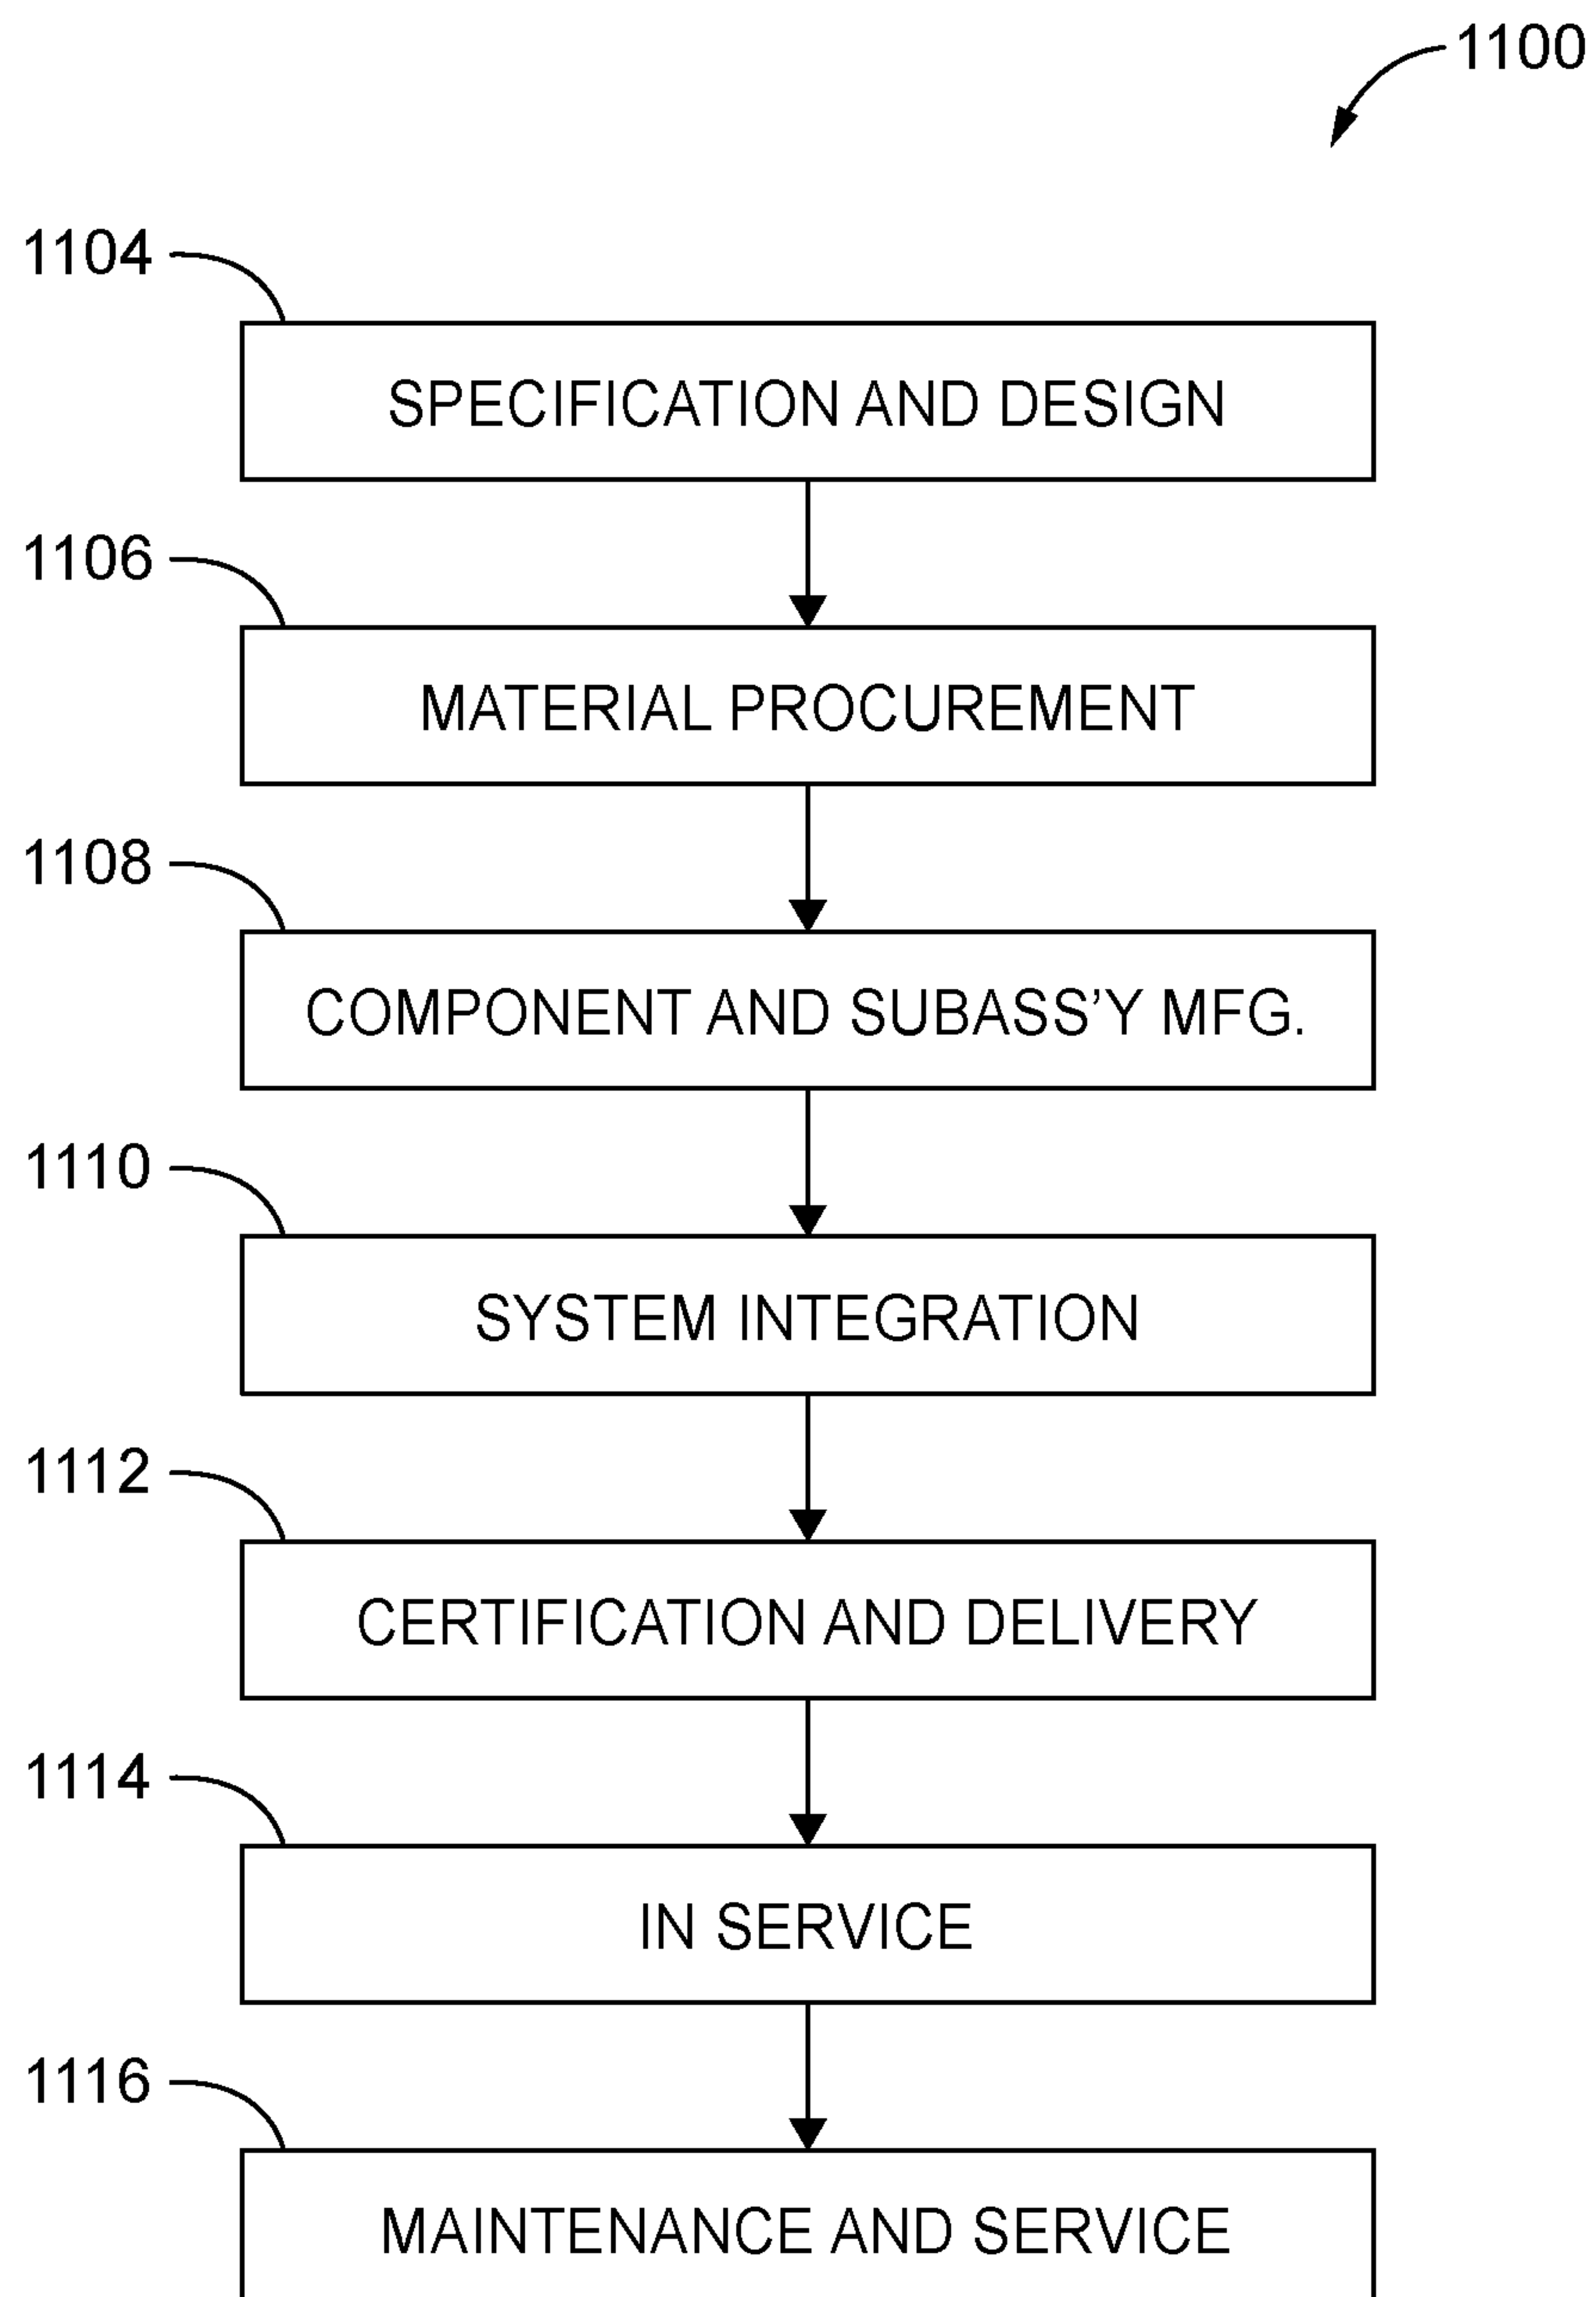 1100
1104
SPECIFICATION AND DESIGN
1106
MATERIAL PROCUREMENT
1108
COMPONENT AND SUBASS'Y MFG.
1110
SYSTEM INTEGRATION
1112
CERTIFICATION AND DELIVERY
1114
IN SERVICE
1116
MAINTENANCE AND SERVICE